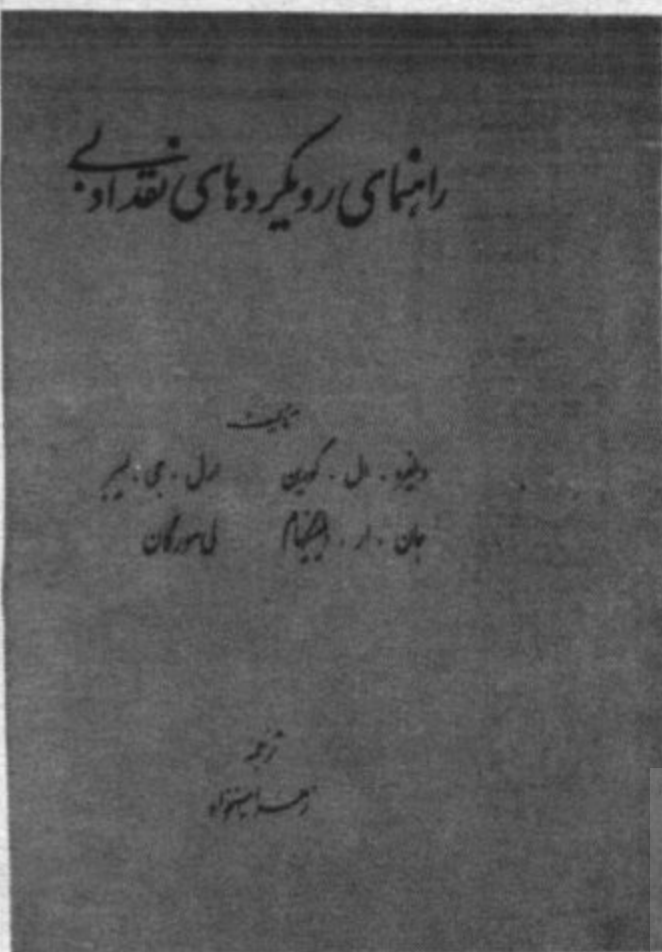 راهنمای رویکردهای نقد ادبی
تألیف
ویلفرد . ال . گورین ارل . جی . لیبر
جان . ار . ویلینگهام لی مورگان
ترجمه
زهرا میهنخواه